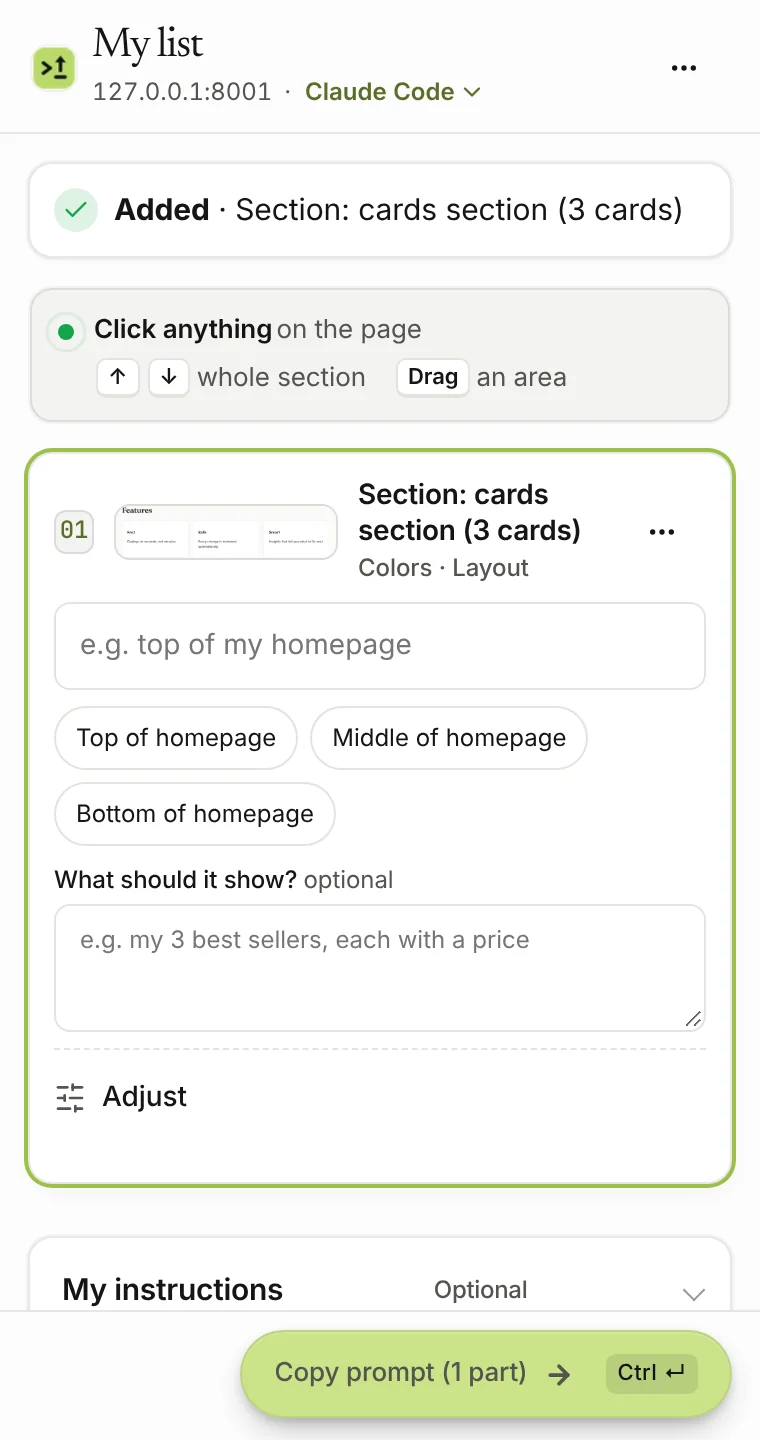 My list
127.0.0.1:8001 · Claude Code
Added · Section: cards section (3 cards)
Click anything on the page
↑ ↓ whole section Drag an area
01
Features
Section: cards
section (3 cards)
Colors · Layout
e.g. top of my homepage
Top of homepage
Middle of homepage
Bottom of homepage
What should it show? optional
e.g. my 3 best sellers, each with a price
Adjust
My instructions
Optional
Copy prompt (1 part) → Ctrl ↵